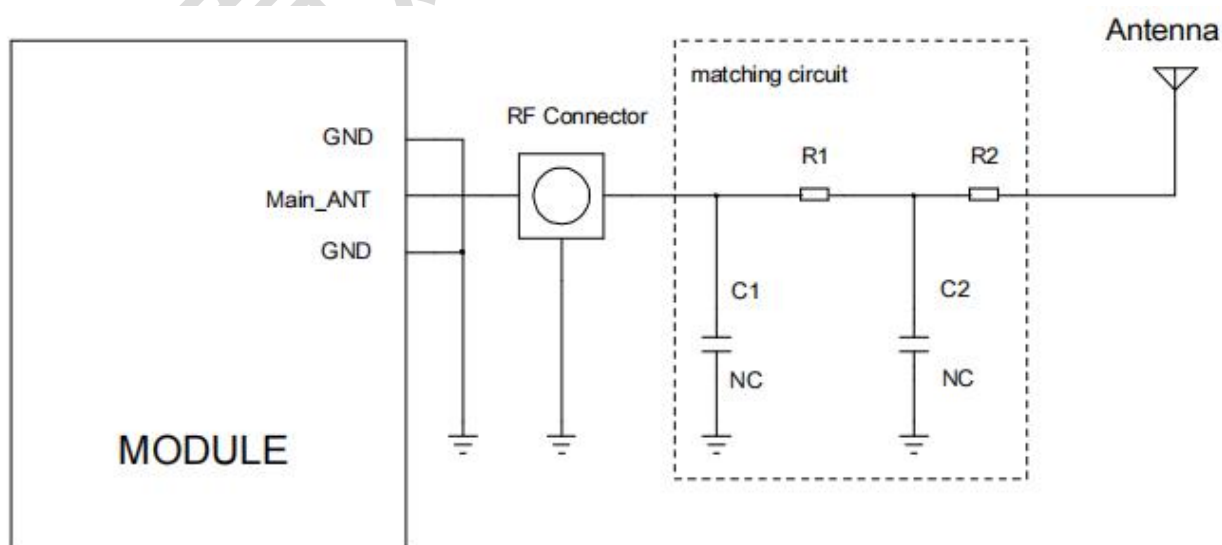 Antenna
matching circuit
RF Connector
GND
R1
R2
Main_ANT
GND
C1
C2
NC
NC
MODULE